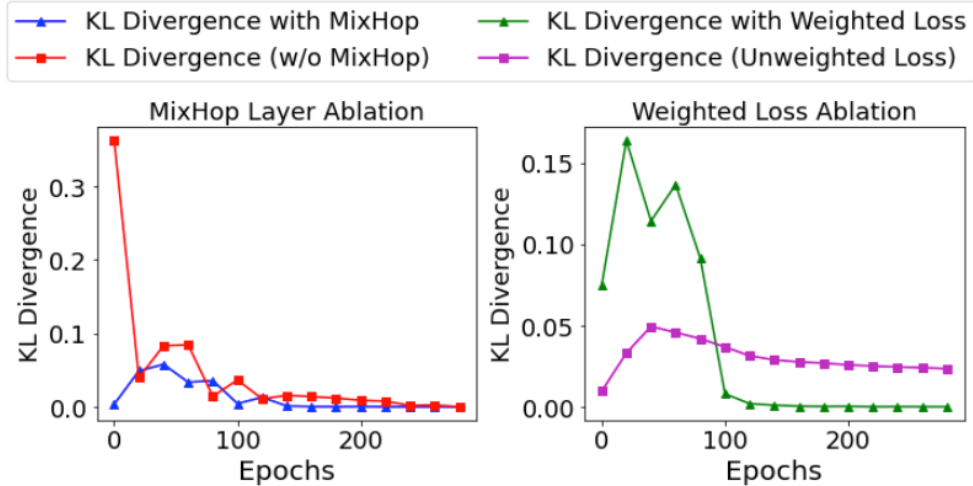 KL Divergence with MixHop
KL Divergence with Weighted Loss
KL Divergence (w/o MixHop)
KL Divergence (Unweighted Loss)
MixHop Layer Ablation
KL Divergence
0.3
0.2
0.1
0.0
0
100
200
Epochs
Weighted Loss Ablation
KL Divergence
0.15
0.10
0.05
0.00
0
100
200
Epochs